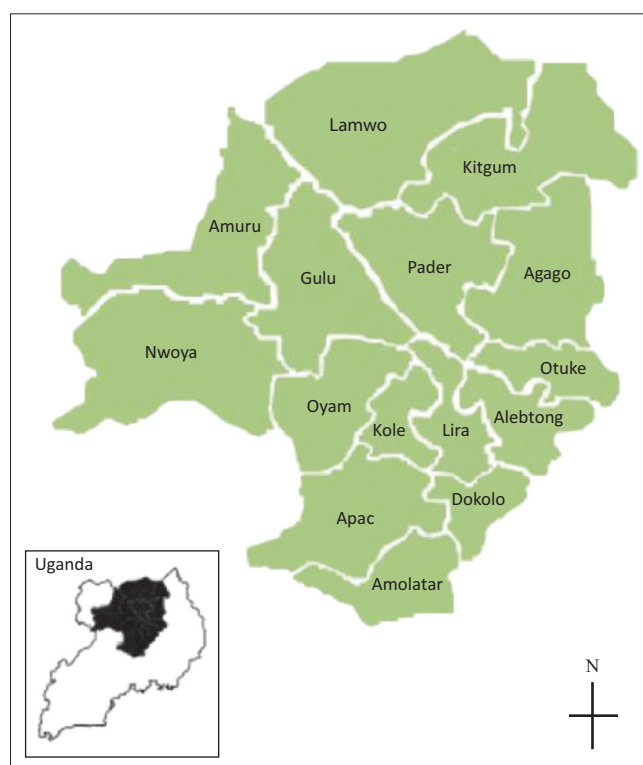 Lamwo
Kitgum
Amuru
Gulu
Pader
Agago
Nwoya
Otuke
Oyam
Kole
Lira
Alebtong
Apac
Dokolo
Amolatar
Uganda
N